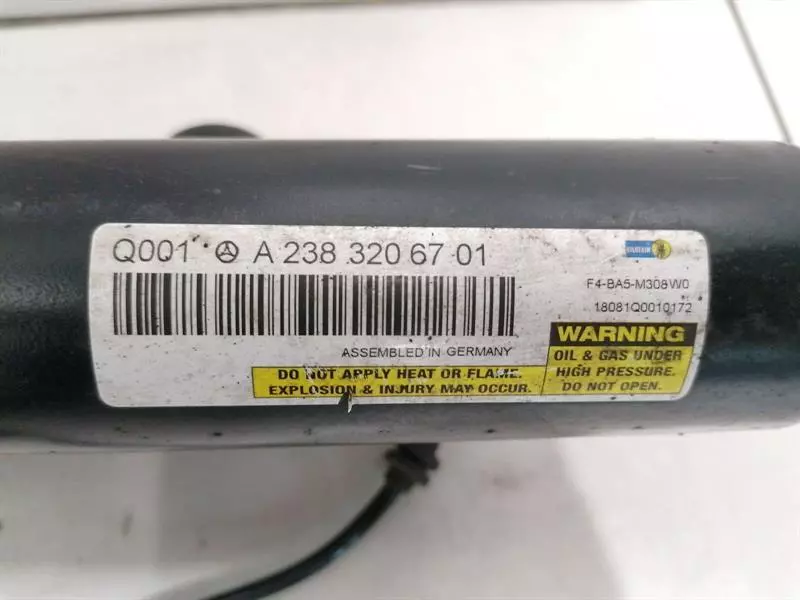 Q001 A 238 320 67 01
BILSTEIN
F4-BA5-M308W0
18081Q0010172
ASSEMBLED IN GERMANY
DO NOT APPLY HEAT OR FLAME.
EXPLOSION & INJURY MAY OCCUR.
WARNING
OIL & GAS UNDER
HIGH PRESSURE.
DO NOT OPEN.